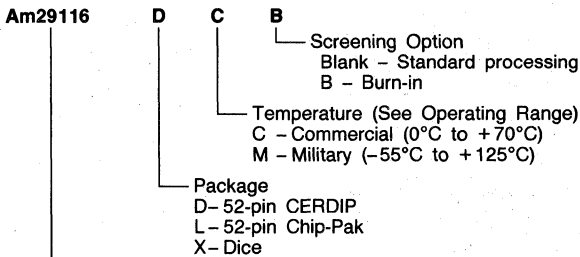 Am29116 D C B
Screening Option
Blank – Standard processing
B – Burn-in
Temperature (See Operating Range)
C – Commercial (0°C to +70°C)
M – Military (–55°C to +125°C)
Package
D– 52-pin CERDIP
L – 52-pin Chip-Pak
X– Dice